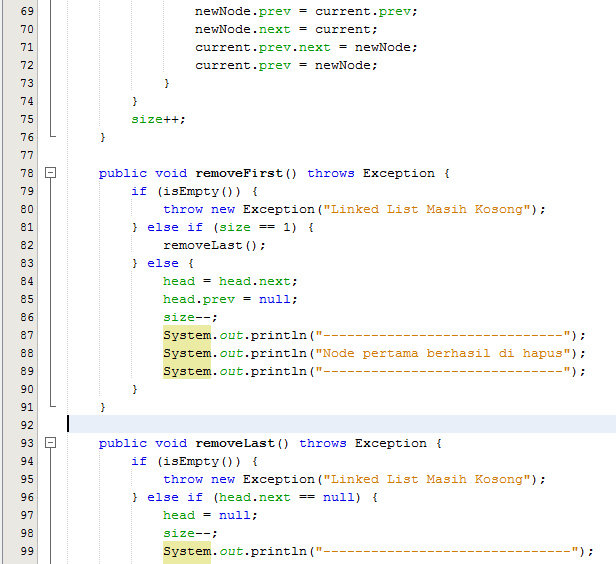 69 newNode.prev = current.prev;
70 newNode.next = current;
71 current.prev.next = newNode;
72 current.prev = newNode;
73 }
74 }
75 size++;
76 }
77
78 public void removeFirst() throws Exception {
79 if (isEmpty()) {
80 throw new Exception("Linked List Masih Kosong");
81 } else if (size == 1) {
82 removeLast();
83 } else {
84 head = head.next;
85 head.prev = null;
86 size--;
87 System.out.println("------------------------------");
88 System.out.println("Node pertama berhasil di hapus");
89 System.out.println("------------------------------");
90 }
91 }
92
93 public void removeLast() throws Exception {
94 if (isEmpty()) {
95 throw new Exception("Linked List Masih Kosong");
96 } else if (head.next == null) {
97 head = null;
98 size--;
99 System.out.println("-------------------------------");